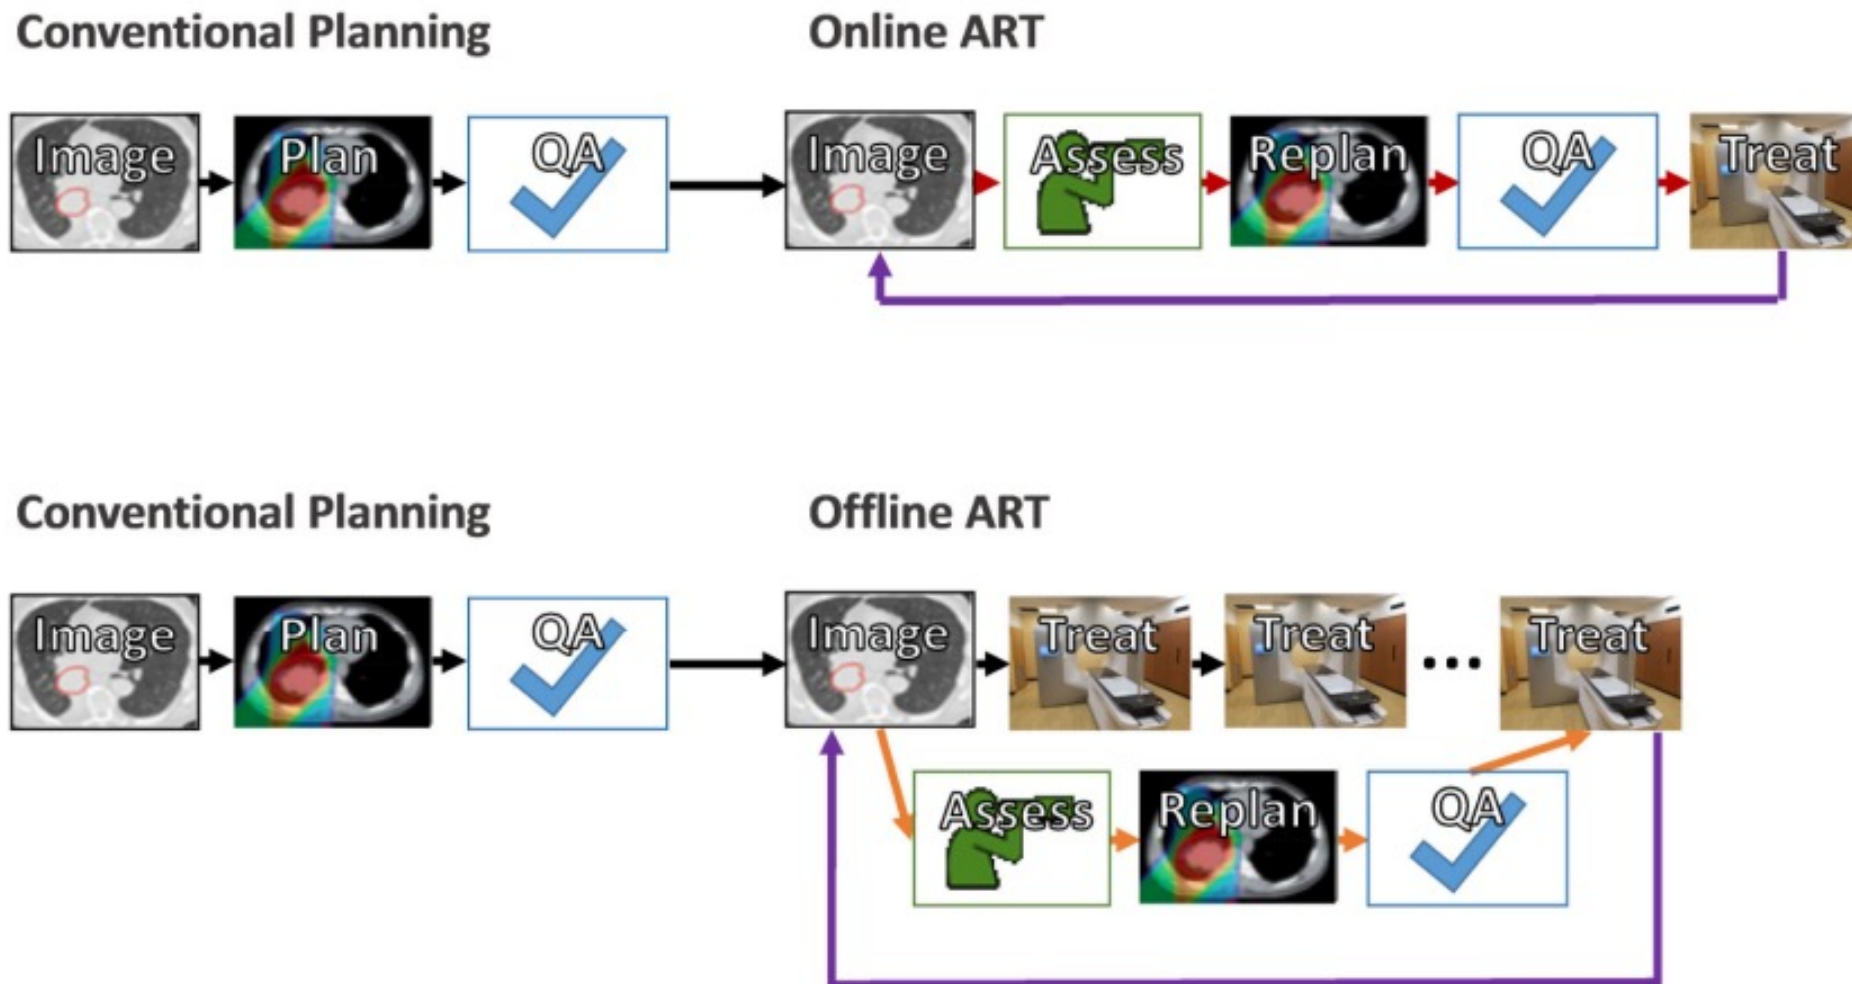 Conventional Planning
Online ART
Image
Plan
QA
Image
Assess
Replan
QA
Treat
Conventional Planning
Offline ART
Image
Plan
QA
Image
Treat
Treat
...
Treat
Assess
Replan
QA